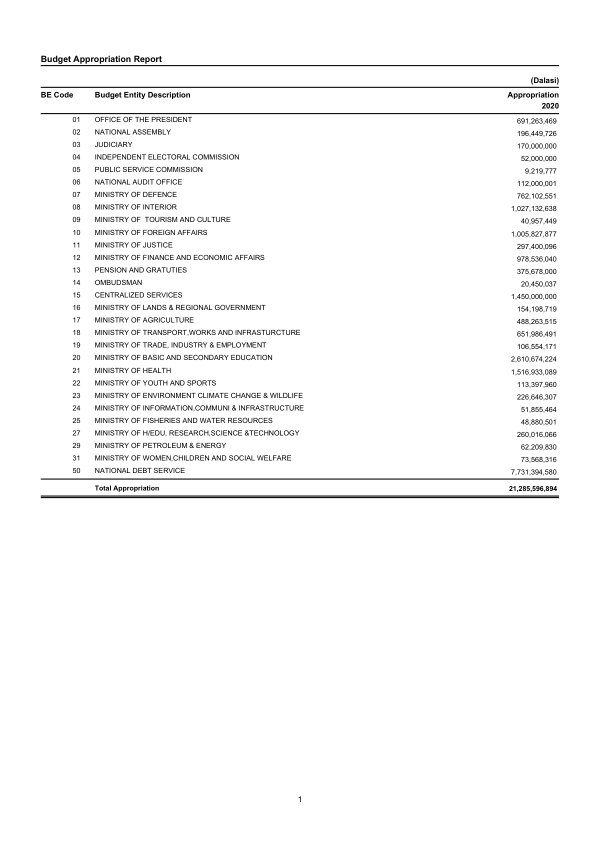 Budget Appropriation Report
(Dalasi)
BE Code Budget Entity Description Appropriation
2020
01 OFFICE OF THE PRESIDENT 691,263,469
02 NATIONAL ASSEMBLY 196,449,726
03 JUDICIARY 170,000,000
04 INDEPENDENT ELECTORAL COMMISSION 52,000,000
05 PUBLIC SERVICE COMMISSION 9,219,777
06 NATIONAL AUDIT OFFICE 112,000,001
07 MINISTRY OF DEFENCE 762,102,551
08 MINISTRY OF INTERIOR 1,027,132,638
09 MINISTRY OF  TOURISM AND CULTURE 40,957,449
10 MINISTRY OF FOREIGN AFFAIRS 1,005,827,877
11 MINISTRY OF JUSTICE 297,400,096
12 MINISTRY OF FINANCE AND ECONOMIC AFFAIRS 978,536,040
13 PENSION AND GRATUTIES 375,678,000
14 OMBUDSMAN 20,450,037
15 CENTRALIZED SERVICES 1,450,000,000
16 MINISTRY OF LANDS & REGIONAL GOVERNMENT 154,198,719
17 MINISTRY OF AGRICULTURE 488,263,515
18 MINISTRY OF TRANSPORT,WORKS AND INFRASTURCTURE 651,986,491
19 MINISTRY OF TRADE, INDUSTRY & EMPLOYMENT 106,554,171
20 MINISTRY OF BASIC AND SECONDARY EDUCATION 2,610,674,224
21 MINISTRY OF HEALTH 1,516,933,089
22 MINISTRY OF YOUTH AND SPORTS 113,397,960
23 MINISTRY OF ENVIRONMENT CLIMATE CHANGE & WILDLIFE 226,646,307
24 MINISTRY OF INFORMATION,COMMUNI & INFRASTRUCTURE 51,855,464
25 MINISTRY OF FISHERIES AND WATER RESOURCES 48,880,501
27 MINISTRY OF H/EDU, RESEARCH,SCIENCE &TECHNOLOGY 260,016,066
29 MINISTRY OF PETROLEUM & ENERGY 62,209,830
31 MINISTRY OF WOMEN,CHILDREN AND SOCIAL WELFARE 73,568,316
50 NATIONAL DEBT SERVICE 7,731,394,580
Total Appropriation 21,285,596,894
1